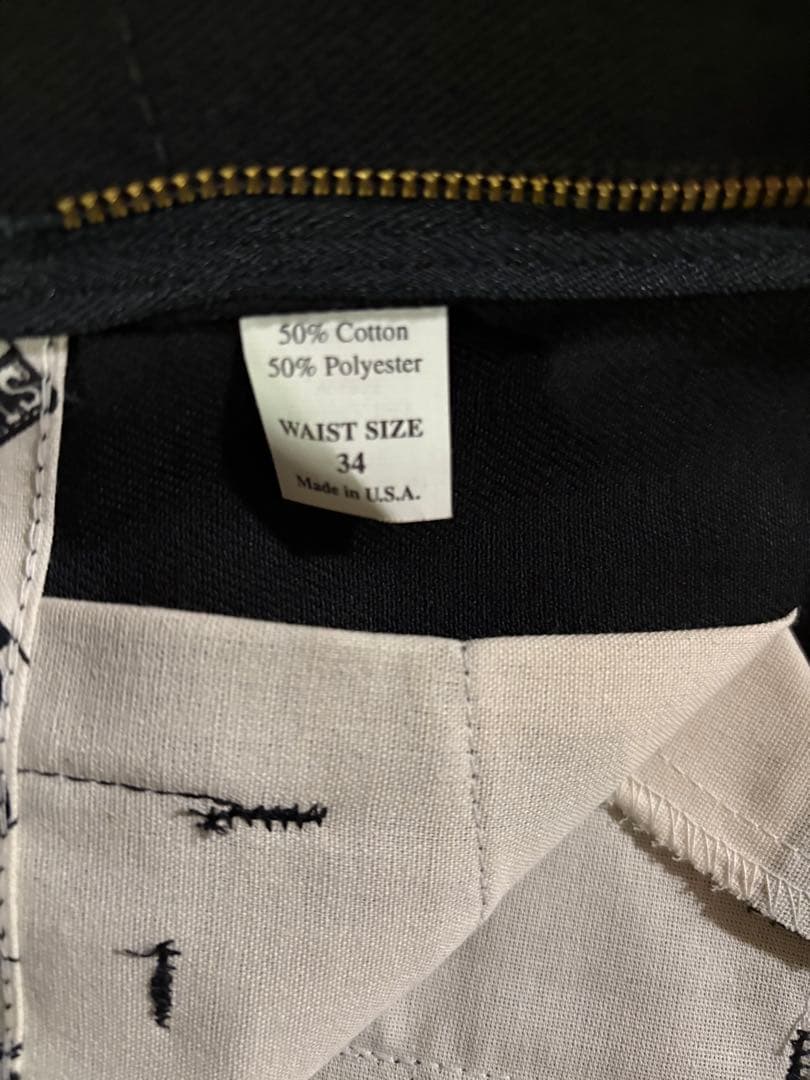 50% Cotton
50% Polyester
WAIST SIZE
34
Made in U.S.A.